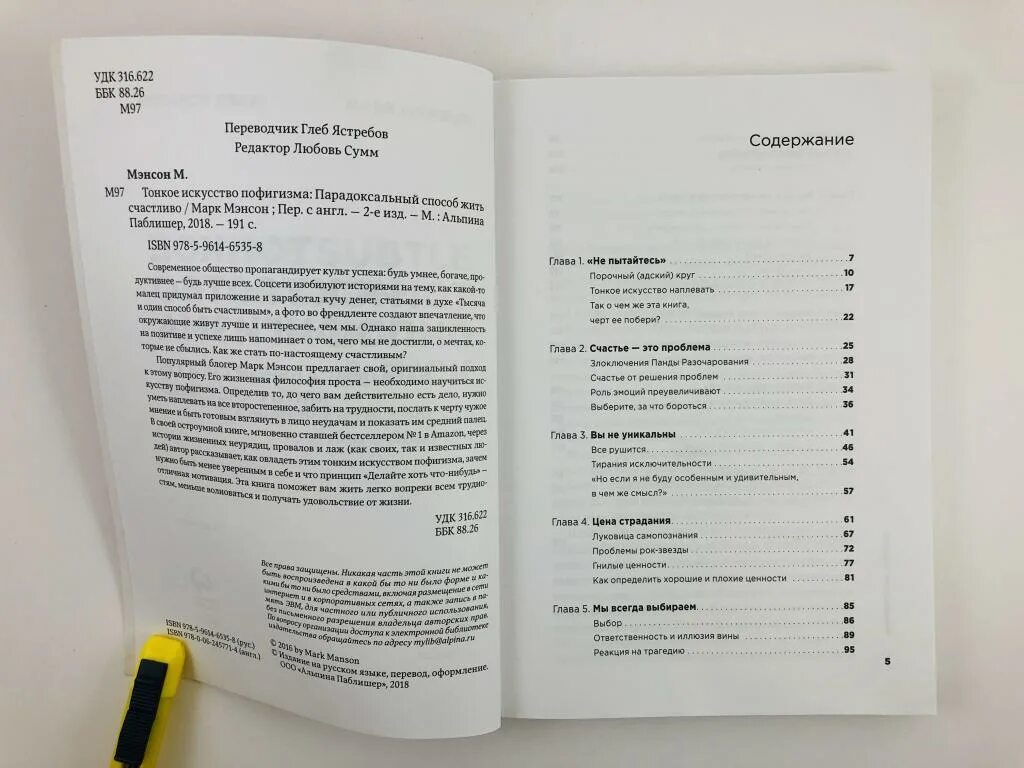 УДК 316.622
ББК 88.26
М97
Переводчик Глеб Ястребов
Редактор Любовь Сумм
Мэнсон М.
М97 Тонкое искусство пофигизма: Парадоксальный способ жить
счастливо / Марк Мэнсон ; Пер. с англ. — 2-е изд. — М. : Альпина
Паблишер, 2018. — 191 с.
ISBN 978-5-9614-6535-8
Современное общество пропагандирует культ успеха: будь умнее, богаче, про-
дуктивнее — будь лучше всех. Соцсети изобилуют историями на тему, как какой-то
малец придумал приложение и заработал кучу денег, статьями в духе «Тысяча
и один способ быть счастливым», а фото во френдленте создают впечатление, что
окружающие живут лучше и интереснее, чем мы. Однако наша зацикленность
на позитиве и успехе лишь напоминает о том, чего мы не достигли, о мечтах, ко-
торые не сбылись. Как же стать по-настоящему счастливым?
Популярный блогер Марк Мэнсон предлагает свой, оригинальный подход
к этому вопросу. Его жизненная философия проста — необходимо научиться ис-
кусству пофигизма. Определив то, до чего вам действительно есть дело, нужно
уметь наплевать на все второстепенное, забить на трудности, послать к черту чужое
мнение и быть готовым взглянуть в лицо неудачам и показать им средний палец.
В своей остроумной книге, мгновенно ставшей бестселлером № 1 в Amazon, через
истории жизненных неурядиц, провалов и лаж (как своих, так и известных лю-
дей) автор рассказывает, как овладеть этим тонким искусством пофигизма, зачем
нужно быть менее уверенным в себе и что принцип «Делайте хоть что-нибудь» –
отличная мотивация. Эта книга поможет вам жить легко вопреки всем трудно-
стям, меньше волноваться и получать удовольствие от жизни.
УДК 316.622
ББК 88.26
Все права защищены. Никакая часть этой книги не может
быть воспроизведена в какой бы то ни было форме и ка-
кими бы то ни было средствами, включая размещение в сети
интернет и в корпоративных сетях, а также запись в па-
мять ЭВМ, для частного или публичного использования,
без письменного разрешения владельца авторских прав.
По вопросу организации доступа к электронной библиотеке
издательства обращайтесь по адресу mylib@alpina.ru
© 2016 by Mark Manson
© Издание на русском языке, перевод, оформление.
ООО «Альпина Паблишер», 2018
ISBN 978-5-9614-6535-8 (рус.)
ISBN 978-0-06-245771-4 (англ.)
Содержание
Глава 1. «Не пытайтесь» 7
Порочный (адский) круг 10
Тонкое искусство наплевать 17
Так о чем же эта книга,
черт ее побери? 22
Глава 2. Счастье — это проблема 25
Злоключения Панды Разочарования 28
Счастье от решения проблем 31
Роль эмоций преувеличивают 34
Выберите, за что бороться 36
Глава 3. Вы не уникальны 41
Все рушится 46
Тирания исключительности 54
«Но если я не буду особенным и удивительным,
в чем же смысл?» 57
Глава 4. Цена страдания 61
Луковица самопознания 67
Проблемы рок-звезды 72
Гнилые ценности 77
Как определить хорошие и плохие ценности 81
Глава 5. Мы всегда выбираем 85
Выбор 86
Ответственность и иллюзия вины 89
Реакция на трагедию 95
5